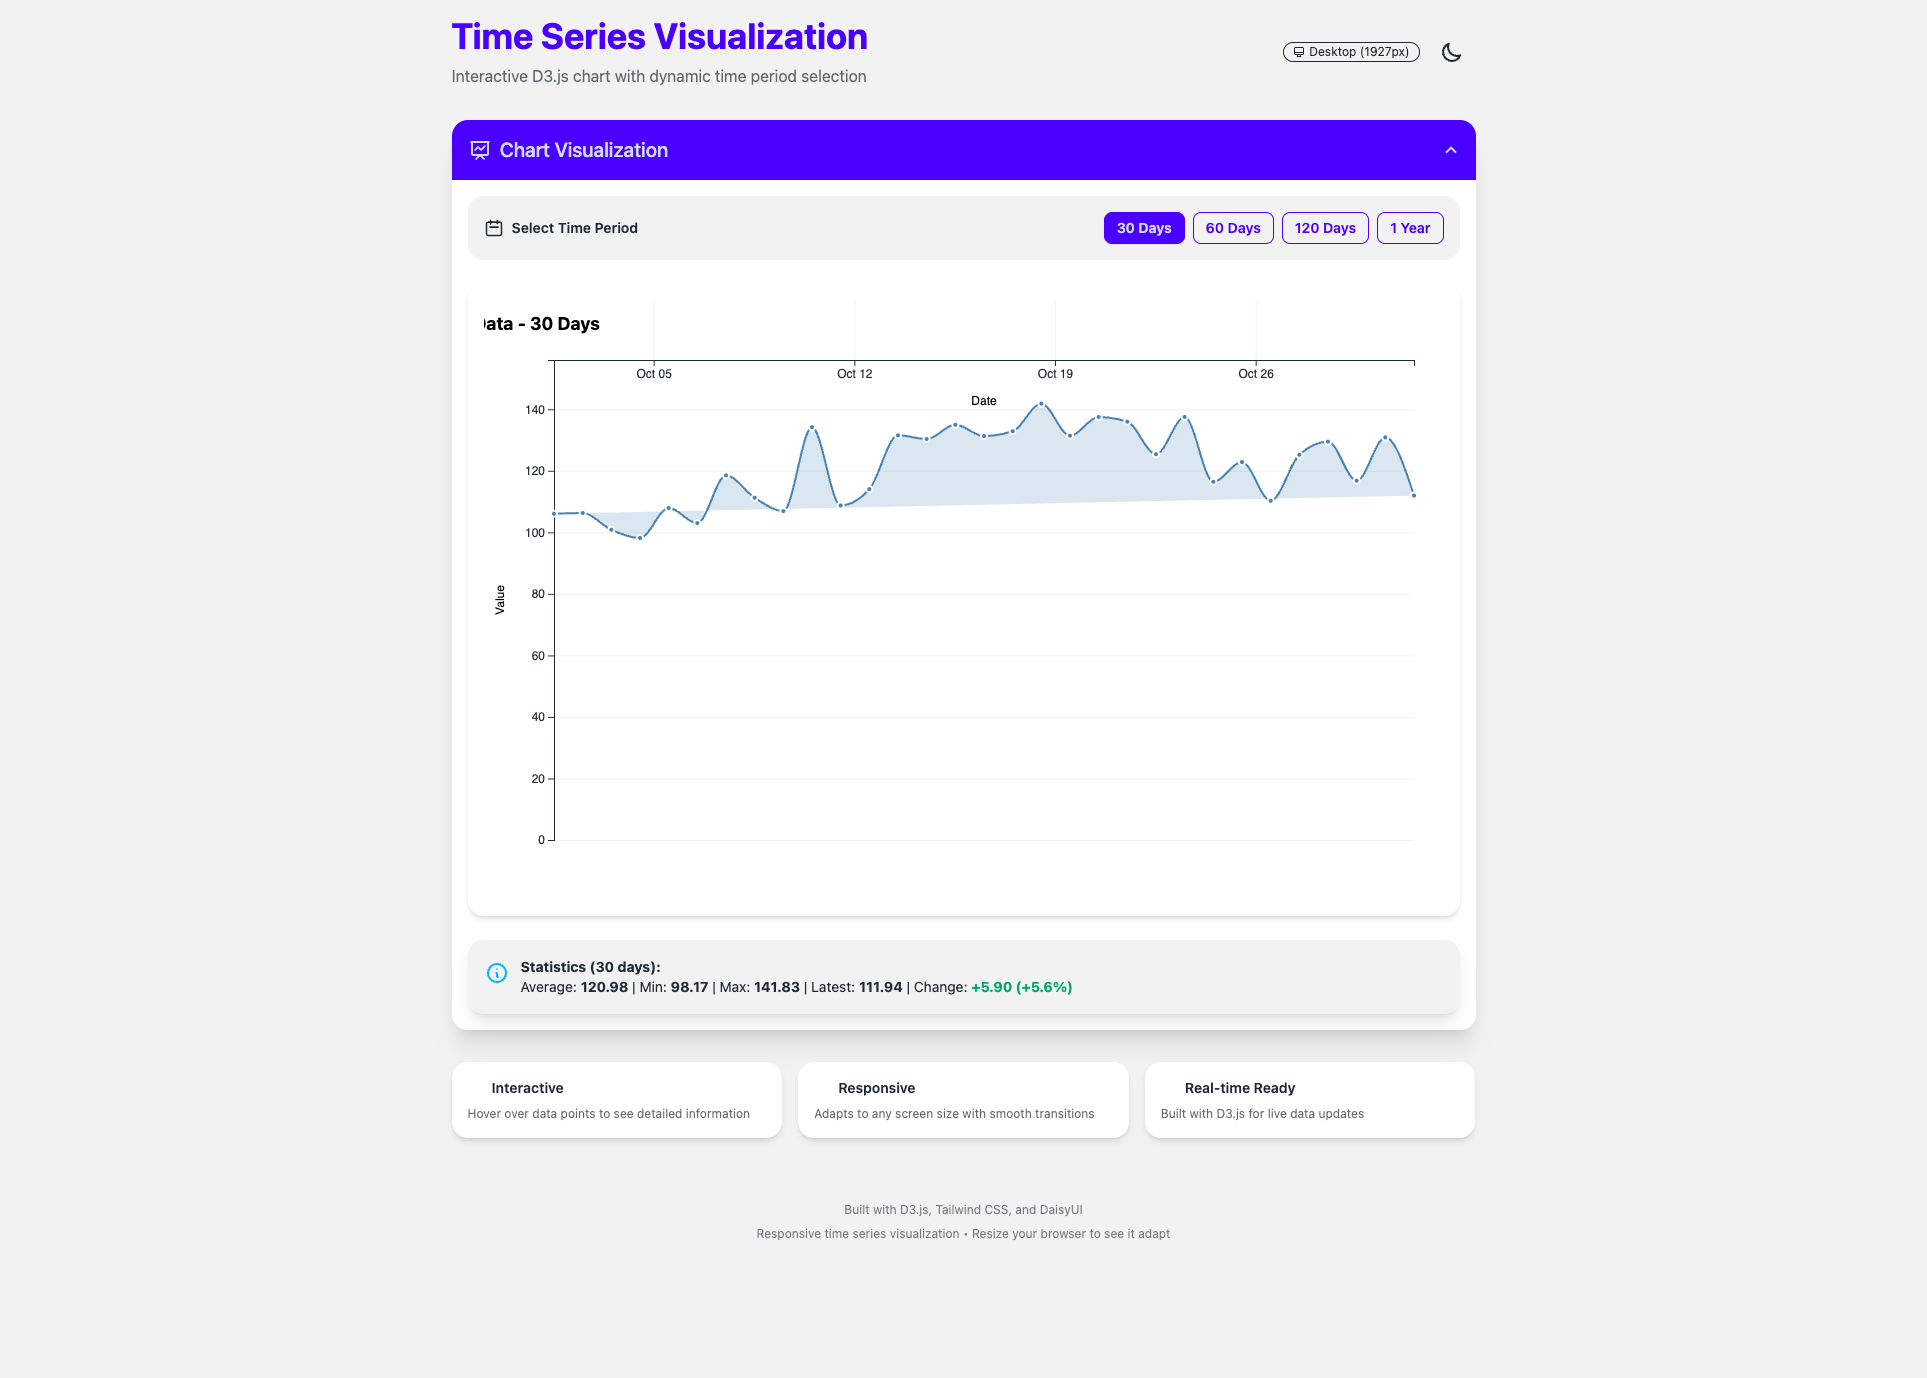 Time Series Visualization
Interactive D3.js chart with dynamic time period selection
Desktop (1927px)
Chart Visualization
Select Time Period
30 Days
60 Days
120 Days
1 Year
ata - 30 Days
Oct 05
Oct 12
Oct 19
Oct 26
Date
140
120
100
80
60
40
20
0
Value
Statistics (30 days):
Average: 120.98 | Min: 98.17 | Max: 141.83 | Latest: 111.94 | Change: +5.90 (+5.6%)
Interactive
Hover over data points to see detailed information
Responsive
Adapts to any screen size with smooth transitions
Real-time Ready
Built with D3.js for live data updates
Built with D3.js, Tailwind CSS, and DaisyUI
Responsive time series visualization • Resize your browser to see it adapt